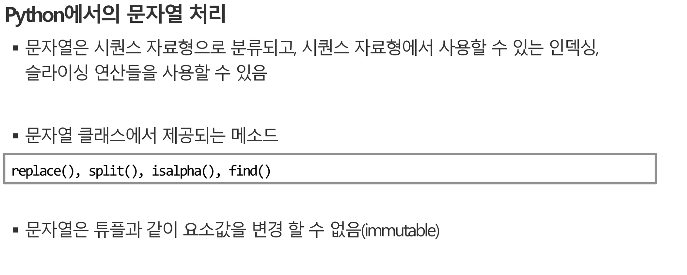 Python에서의 문자열 처리
▪ 문자열은 시퀀스 자료형으로 분류되고, 시퀀스 자료형에서 사용할 수 있는 인덱싱,
슬라이싱 연산들을 사용할 수 있음
▪ 문자열 클래스에서 제공되는 메소드
replace(), split(), isalpha(), find()
▪ 문자열은 튜플과 같이 요소값을 변경 할 수 없음(immutable)